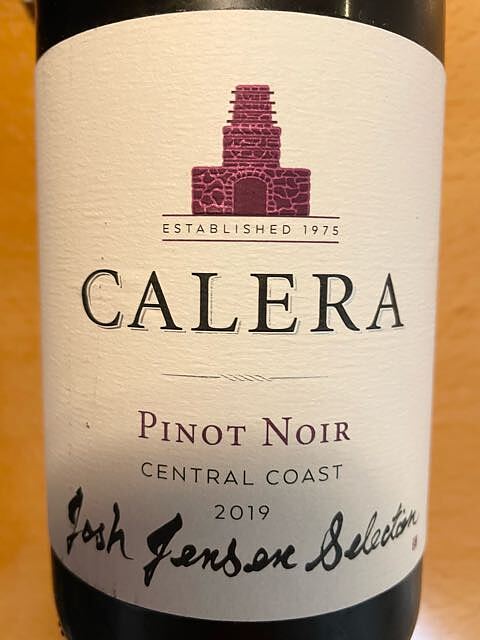 ESTABLISHED 1975
CALERA
PINOT NOIR
CENTRAL COAST
2019
Josh Jensen Selection